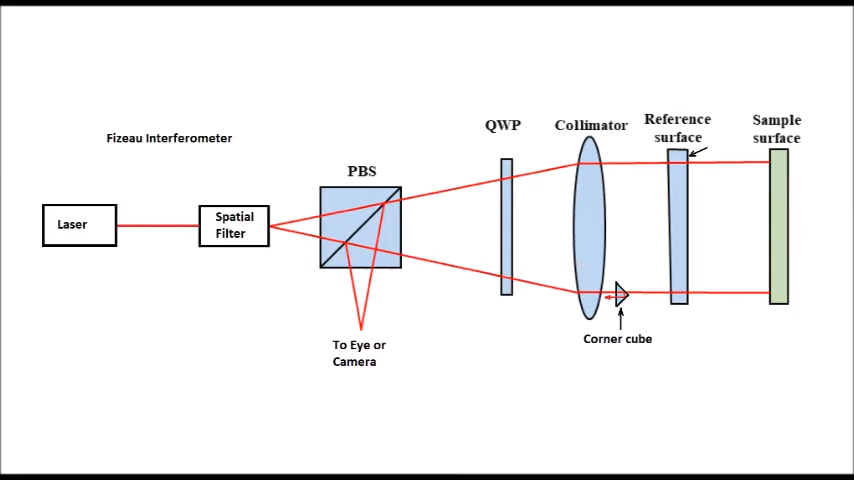 Fizeau Interferometer
Laser
Spatial
Filter
PBS
QWP
Collimator
Reference
surface
Sample
surface
To Eye or
Camera
Corner cube